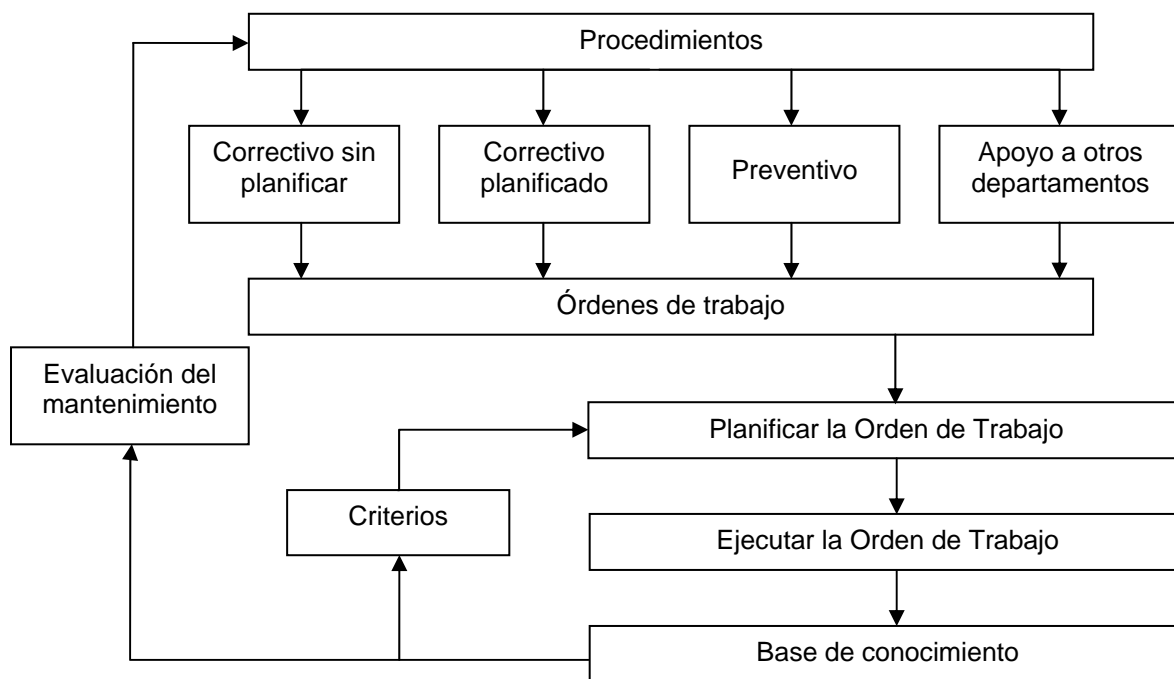 Procedimientos
Correctivo sin
planificar
Correctivo
planificado
Preventivo
Apoyo a otros
departamentos
Órdenes de trabajo
Evaluación del
mantenimiento
Planificar la Orden de Trabajo
Criterios
Ejecutar la Orden de Trabajo
Base de conocimiento